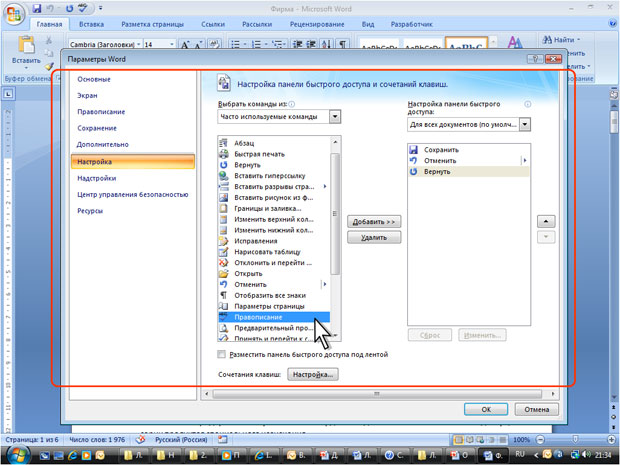 Фирма - Microsoft Word
Главная Вставка Разметка страницы Ссылки Рассылки Рецензирование Вид Разработчик
Вставить
Cambria (Заголовки) 14
Найти
Буфер обмена
Параметры Word
Основные
Экран
Правописание
Сохранение
Дополнительно
Настройка
Надстройки
Центр управления безопасностью
Ресурсы
Настройка панели быстрого доступа и сочетаний клавиш.
Выбрать команды из:
Часто используемые команды
Абзац
Быстрая печать
Вернуть
Вставить гиперссылку
Вставить разрывы стра...
Вставить рисунок из ф...
Границы и заливка...
Изменить верхний кол...
Изменить нижний кол...
Исправления
Нарисовать таблицу
Отклонить и перейти ...
Открыть
Отменить
Отобразить все знаки
Параметры страницы
Правописание
Предварительный про...
Принять и перейти к с...
Добавить >>
Удалить
Настройка панели быстрого доступа:
Для всех документов (по умолч...
Сохранить
Отменить
Вернуть
Сброс Изменить...
Разместить панель быстрого доступа под лентой
Сочетания клавиш: Настройка...
OK Отмена
Страница: 1 из 6 Число слов: 1 976 Русский (Россия) 100%
RU 21:34